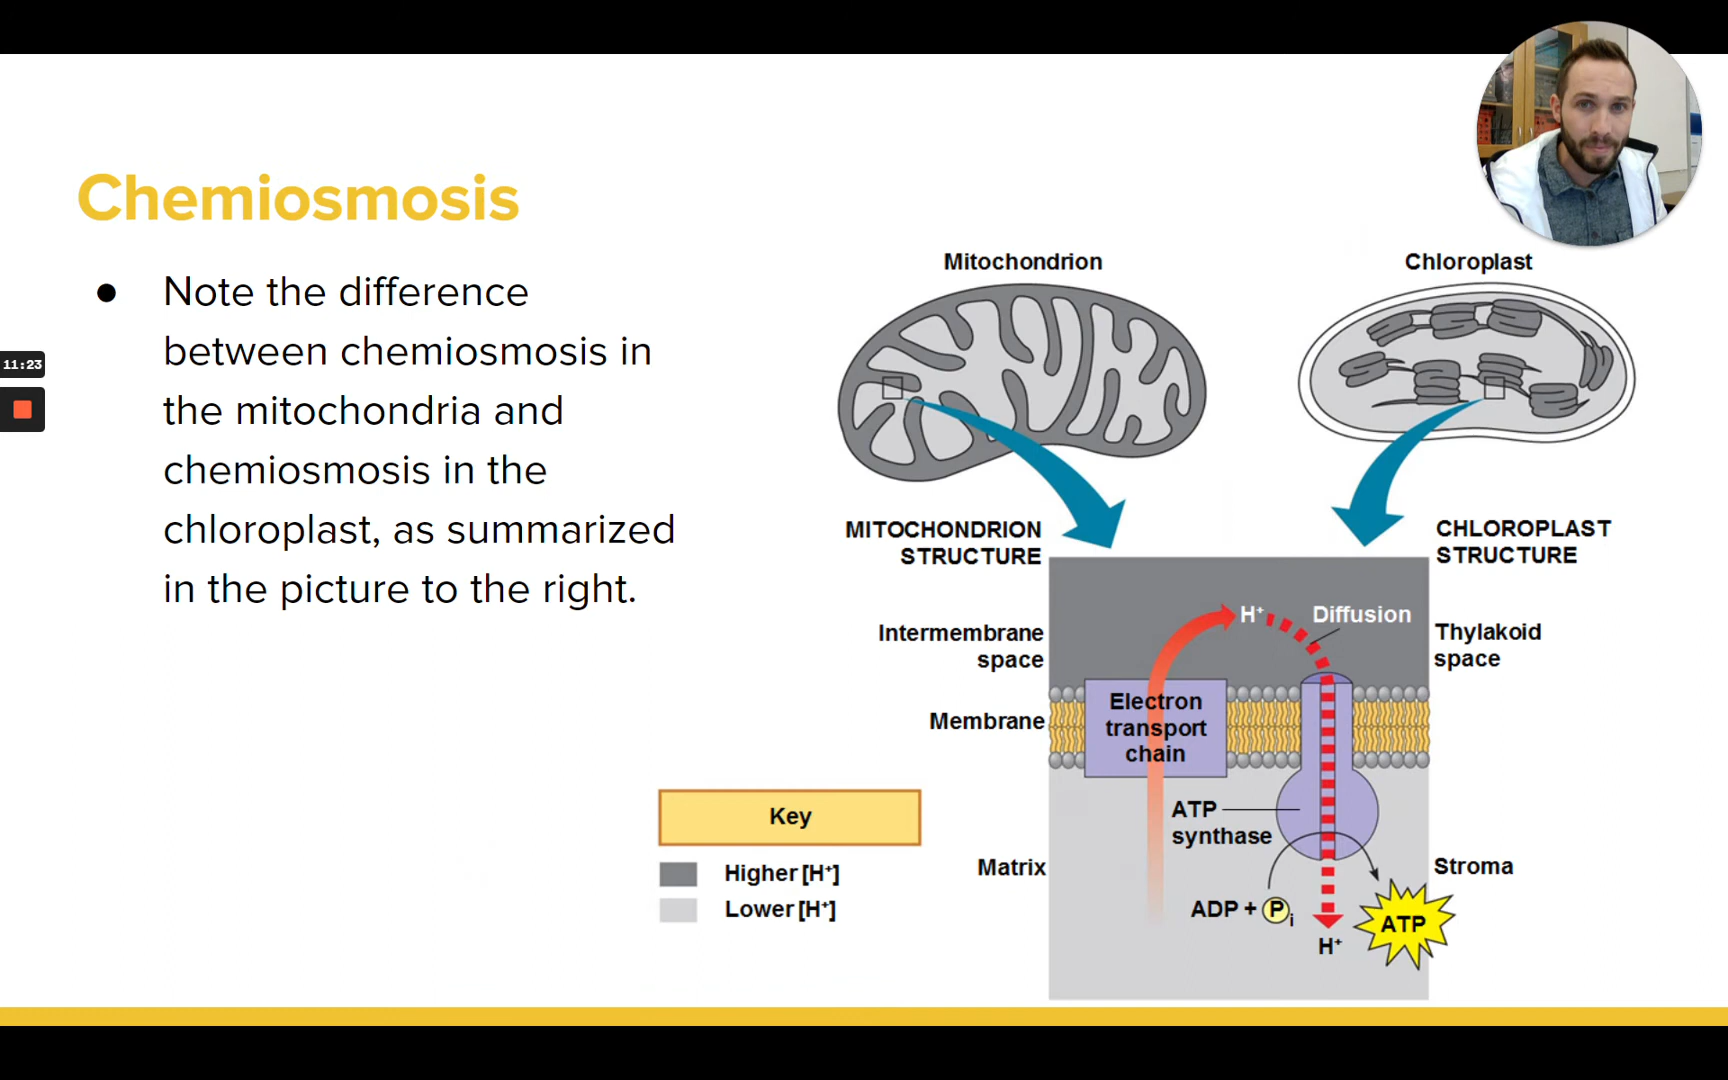 Chemiosmosis
● Note the difference
between chemiosmosis in
the mitochondria and
chemiosmosis in the
chloroplast, as summarized
in the picture to the right.
11:23
Mitochondrion
Chloroplast
MITOCHONDRION
STRUCTURE
CHLOROPLAST
STRUCTURE
H⁺
Diffusion
Intermembrane
space
Thylakoid
space
Membrane
Electron
transport
chain
ATP
synthase
Matrix
Stroma
ADP + Pᵢ
H⁺
ATP
Key
Higher [H⁺]
Lower [H⁺]